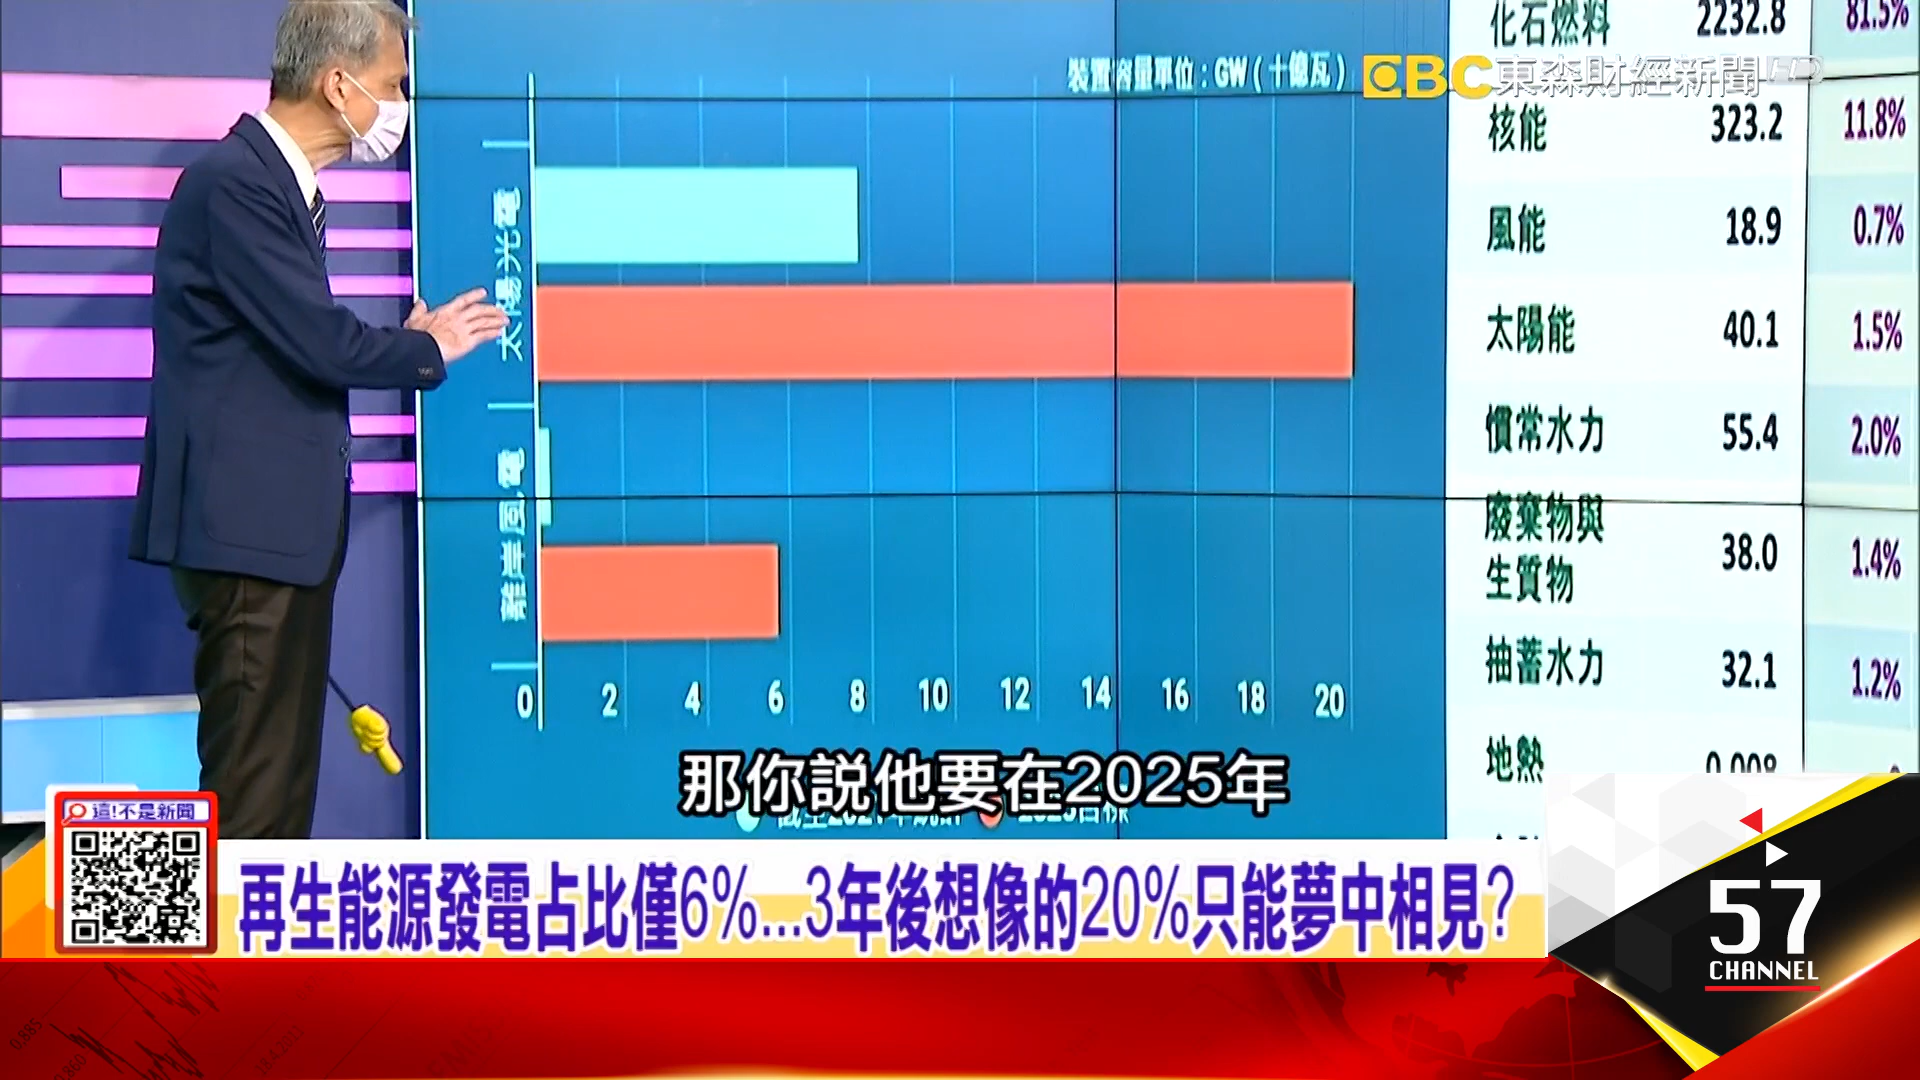 化石燃料 2232.8 81.5%
裝置容量單位：GW（十億瓦）
EBC東森財經新聞HD
核能 323.2 11.8%
風能 18.9 0.7%
太陽能 40.1 1.5%
慣常水力 55.4 2.0%
廢棄物與
生質物 38.0 1.4%
抽蓄水力 32.1 1.2%
地熱 0.008
太陽光電
離岸風電
0 2 4 6 8 10 12 14 16 18 20
那你説他要在2025年
這!不是新聞
再生能源發電占比僅6%...3年後想像的20%只能夢中相見?
57
CHANNEL